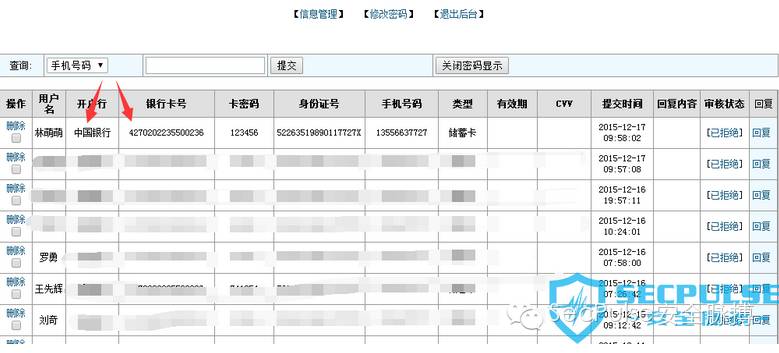 【信息管理】 【修改密码】 【退出后台】
查询: 手机号码 提交 关闭密码显示
操作 用户名 开户行 银行卡号 卡密码 身份证号 手机号码 类型 有效期 CVV 提交时间 回复内容 审核状态 回复
删除 林萌萌 中国银行 4270202235500236 123456 52263519890117727X 13556637727 储蓄卡 2015-12-17 09:58:02 [已拒绝] 回复
删除 2015-12-17 09:57:08 [已拒绝] 回复
删除 2015-12-16 19:57:11 [已拒绝] 回复
删除 2015-12-16 10:24:01 [已拒绝] 回复
删除 罗勇 2015-12-16 07:58:00 [已拒绝] 回复
删除 王先辉 2015-12-16 07:26:42 回复
删除 刘奇 2015-12-15 09:12:42 回复
SECPULSE